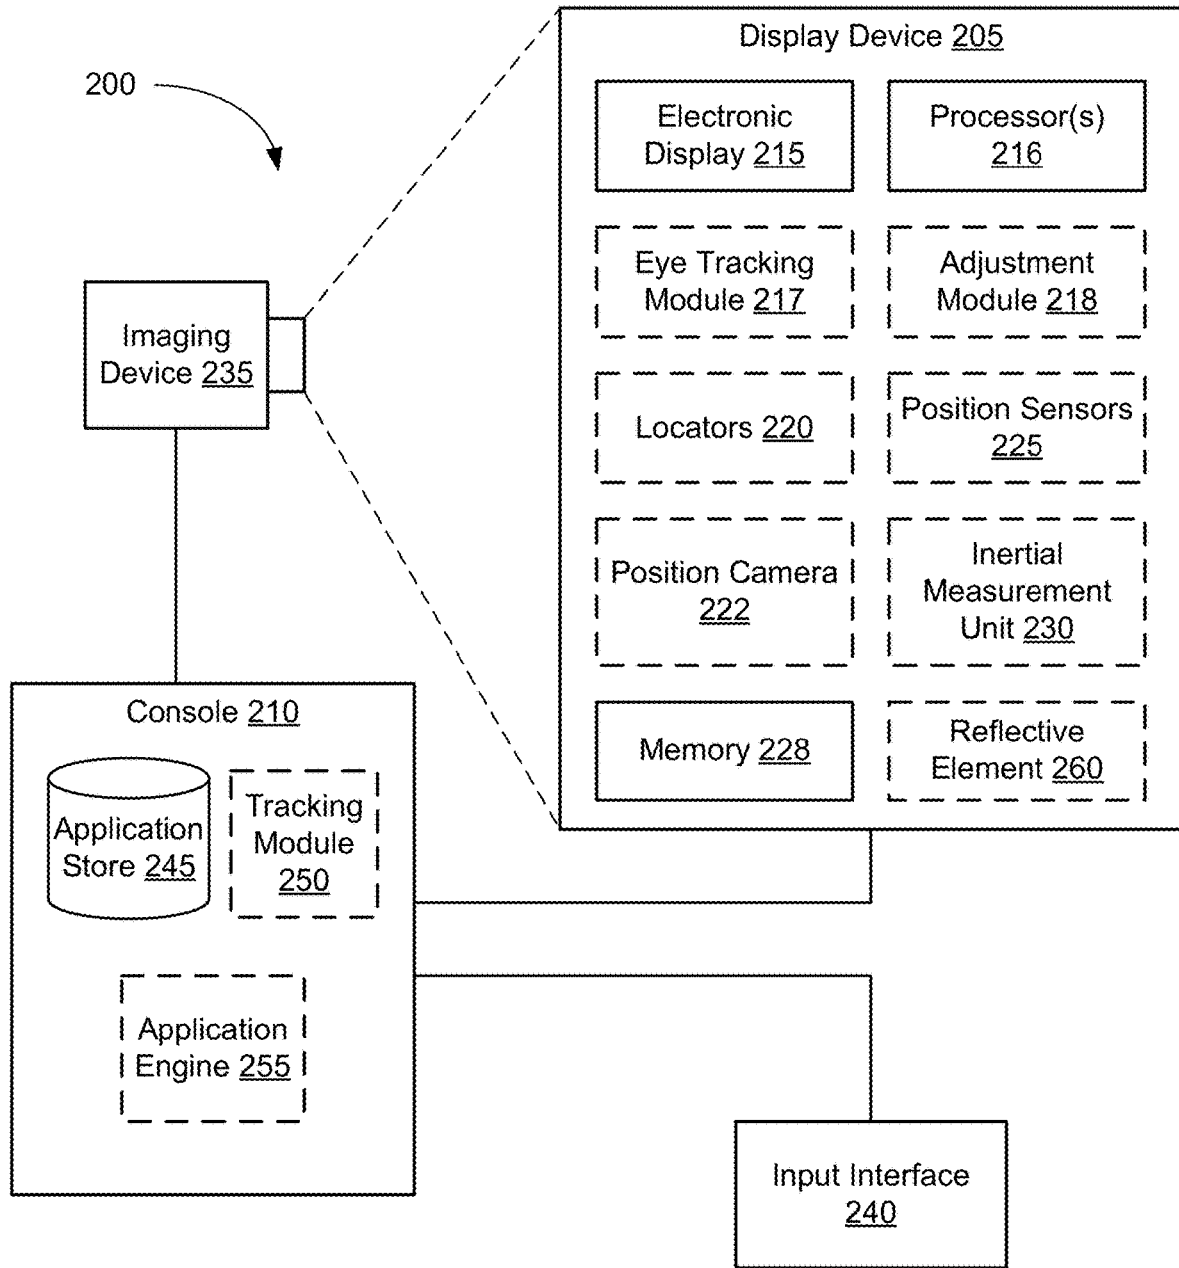 Display Device 205
200
Electronic
Display 215
Processor(s)
216
Eye Tracking
Module 217
Adjustment
Module 218
Imaging
Device 235
Locators 220
Position Sensors
225
Position Camera
222
Inertial
Measurement
Unit 230
Console 210
Memory 228
Reflective
Element 260
Application
Store 245
Tracking
Module
250
Application
Engine 255
Input Interface
240